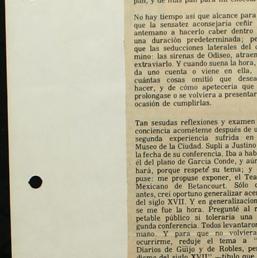 pan, y de más pan para mi
No hay tiempo así que alcance para
que la sensatez aconsejaría ceñir
antemano a hacerlo caber dentro
una duración predeterminada; pe
que las seducciones laterales del c
mino: las sirenas de Odiseo, atraen
extraviarlo. Y cuando suena la hora,
da uno cuenta o viene en ella,
cuántas cosas omitió que desea
hacer, y de cómo apetecería que
prolongase o se volviera a presentar
ocasión de cumplirlas.
Tan sesudas reflexiones y examen
conciencia acométeme después de u
segunda experiencia sufrida en
Museo de la Ciudad. Supli a Justino
la fecha de su conferencia. Iba a hab
él del plano de García Conde, y aún
hará, porque respeté su tema; y
puse: me propuse exponer, el Tea
Mexicano de Betancourt. Sólo q
antes, creí oportuno generalizar acer
del siglo XVII. Y en generalizacion
se me fue la hora. Pregunté al r
petable público si toleraría una
gunda conferencia. Todos levantaron
mano. Y para que no volviera
ocurrirme, reduje el tema a "
Diarios de Guijo y de Robles, pe